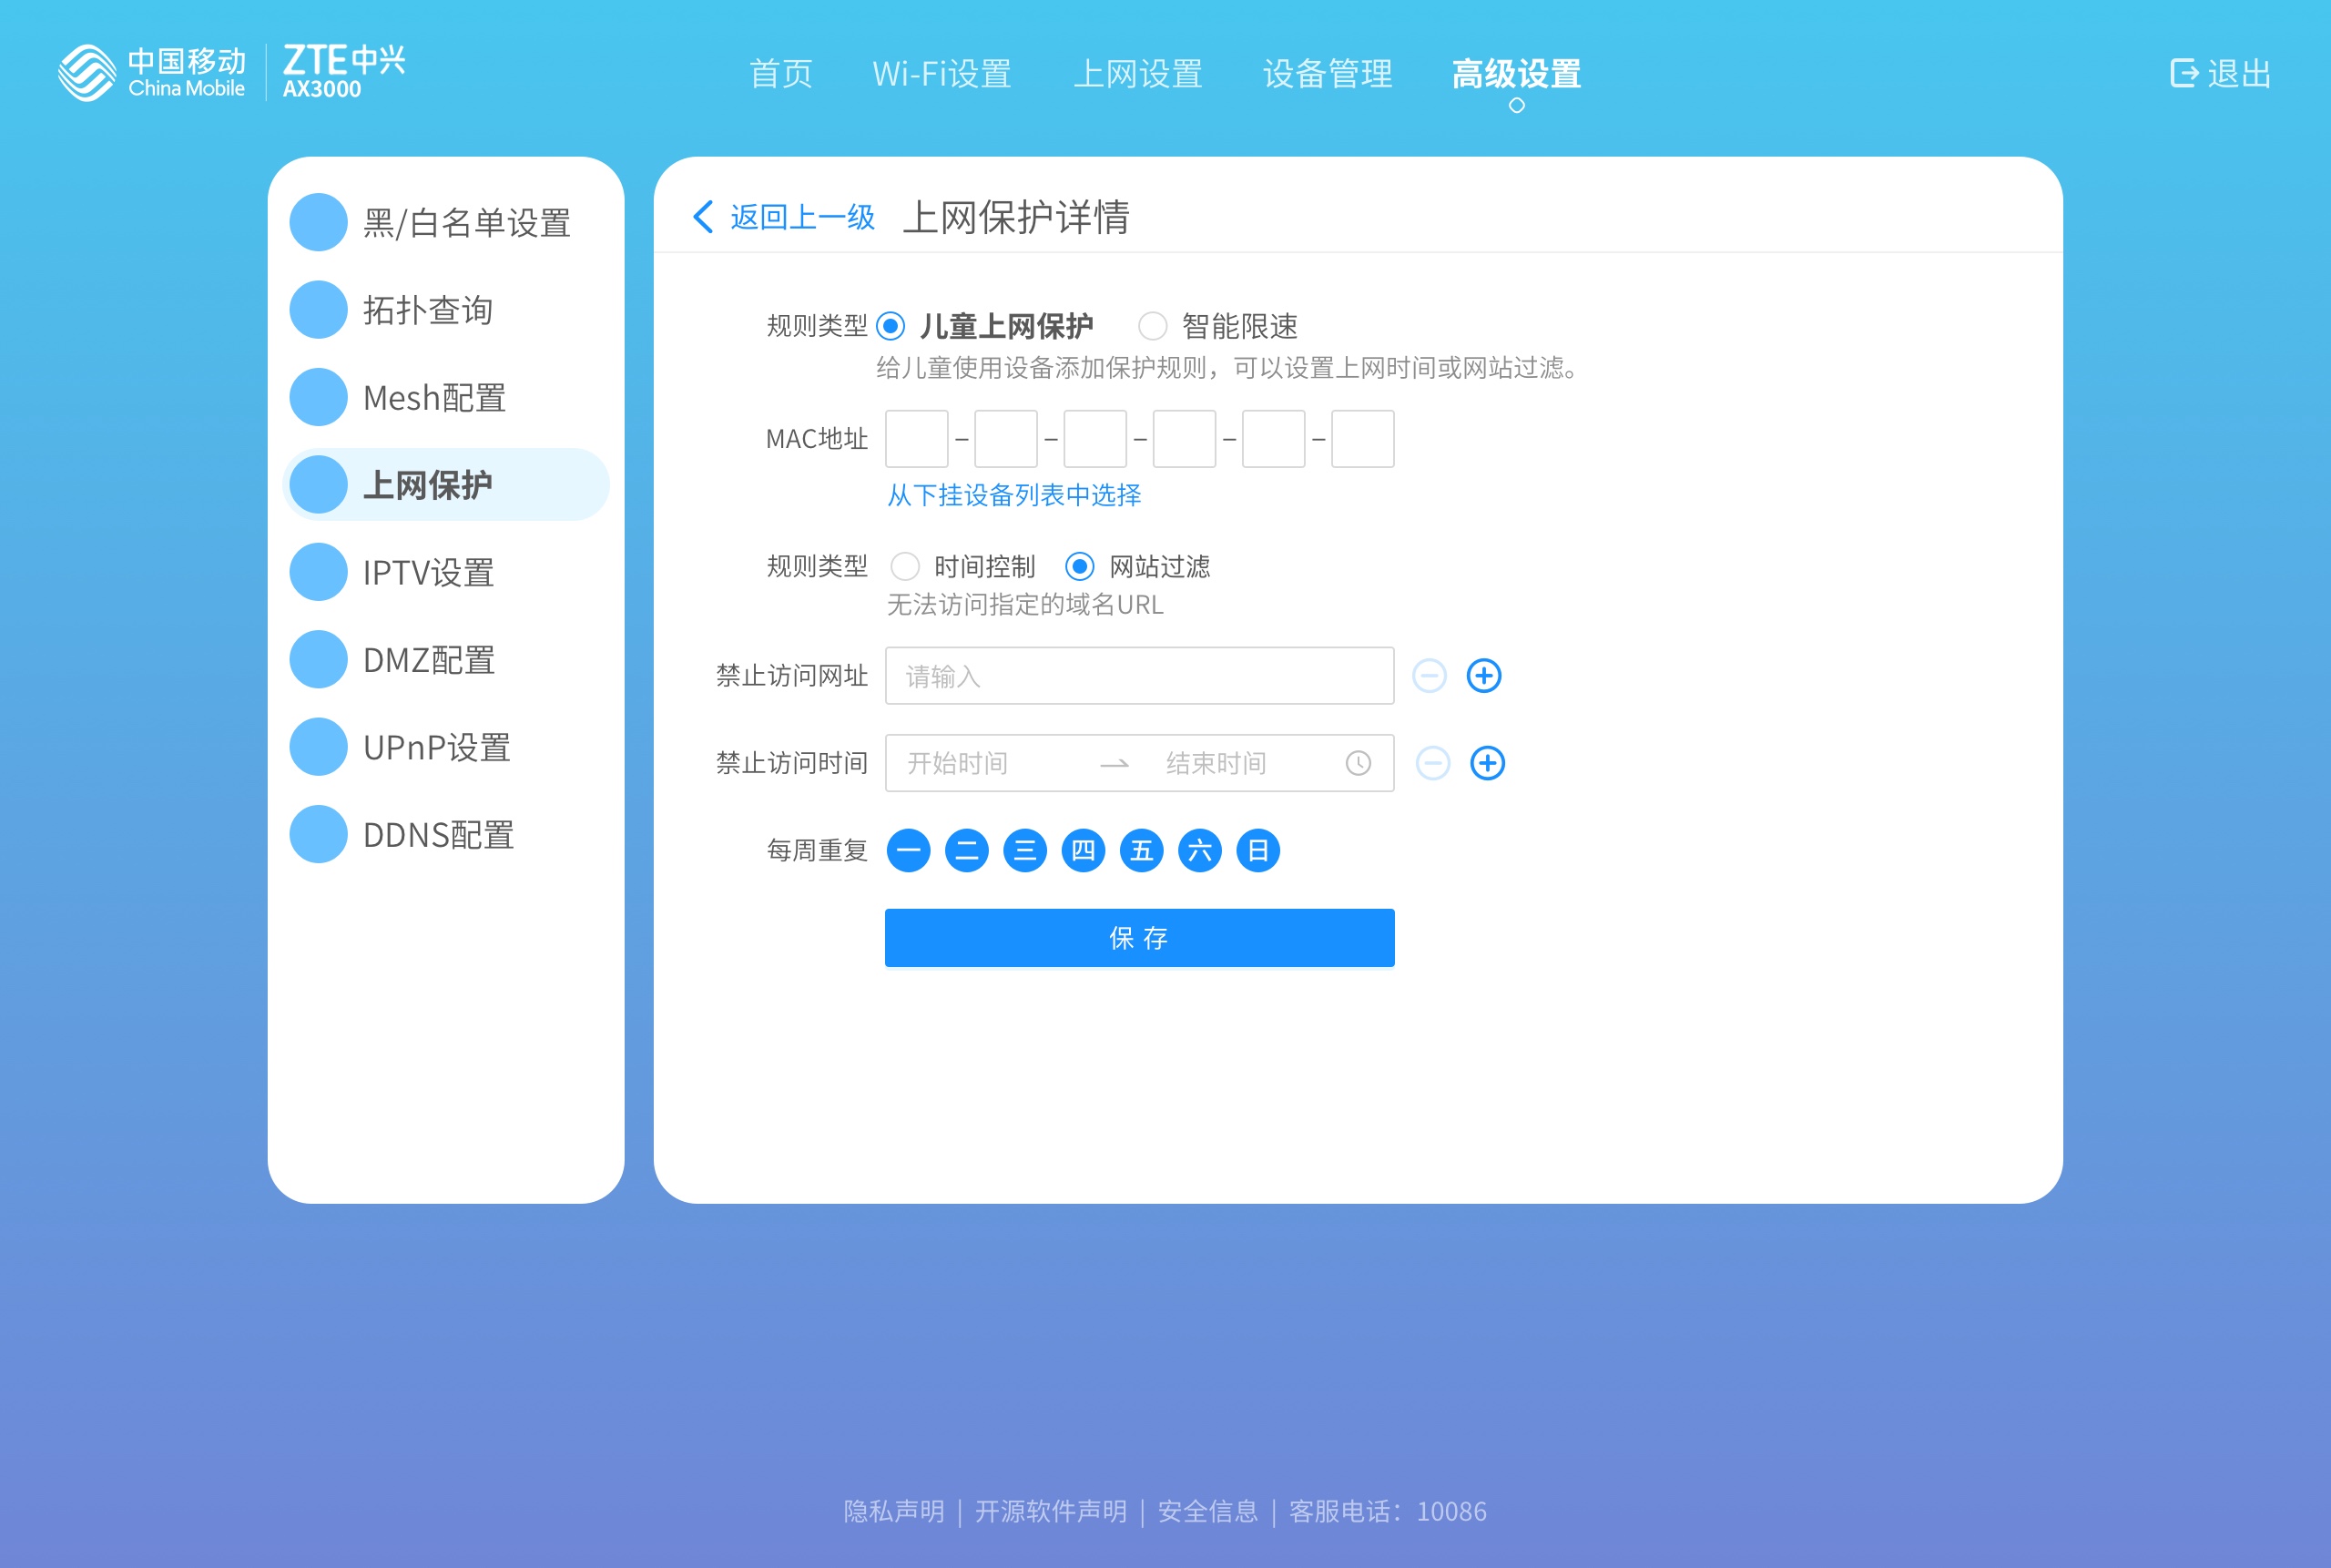 中国移动
China Mobile
ZTE中兴
AX3000
首页 Wi-Fi设置 上网设置 设备管理 高级设置
退出
黑/白名单设置
拓扑查询
Mesh配置
上网保护
IPTV设置
DMZ配置
UPnP设置
DDNS配置
返回上一级 上网保护详情
规则类型 儿童上网保护 智能限速
给儿童使用设备添加保护规则，可以设置上网时间或网站过滤。
MAC地址 – – – – –
从下挂设备列表中选择
规则类型 时间控制 网站过滤
无法访问指定的域名URL
禁止访问网址 请输入
禁止访问时间 开始时间 结束时间
每周重复 一 二 三 四 五 六 日
保 存
隐私声明 | 开源软件声明 | 安全信息 | 客服电话：10086